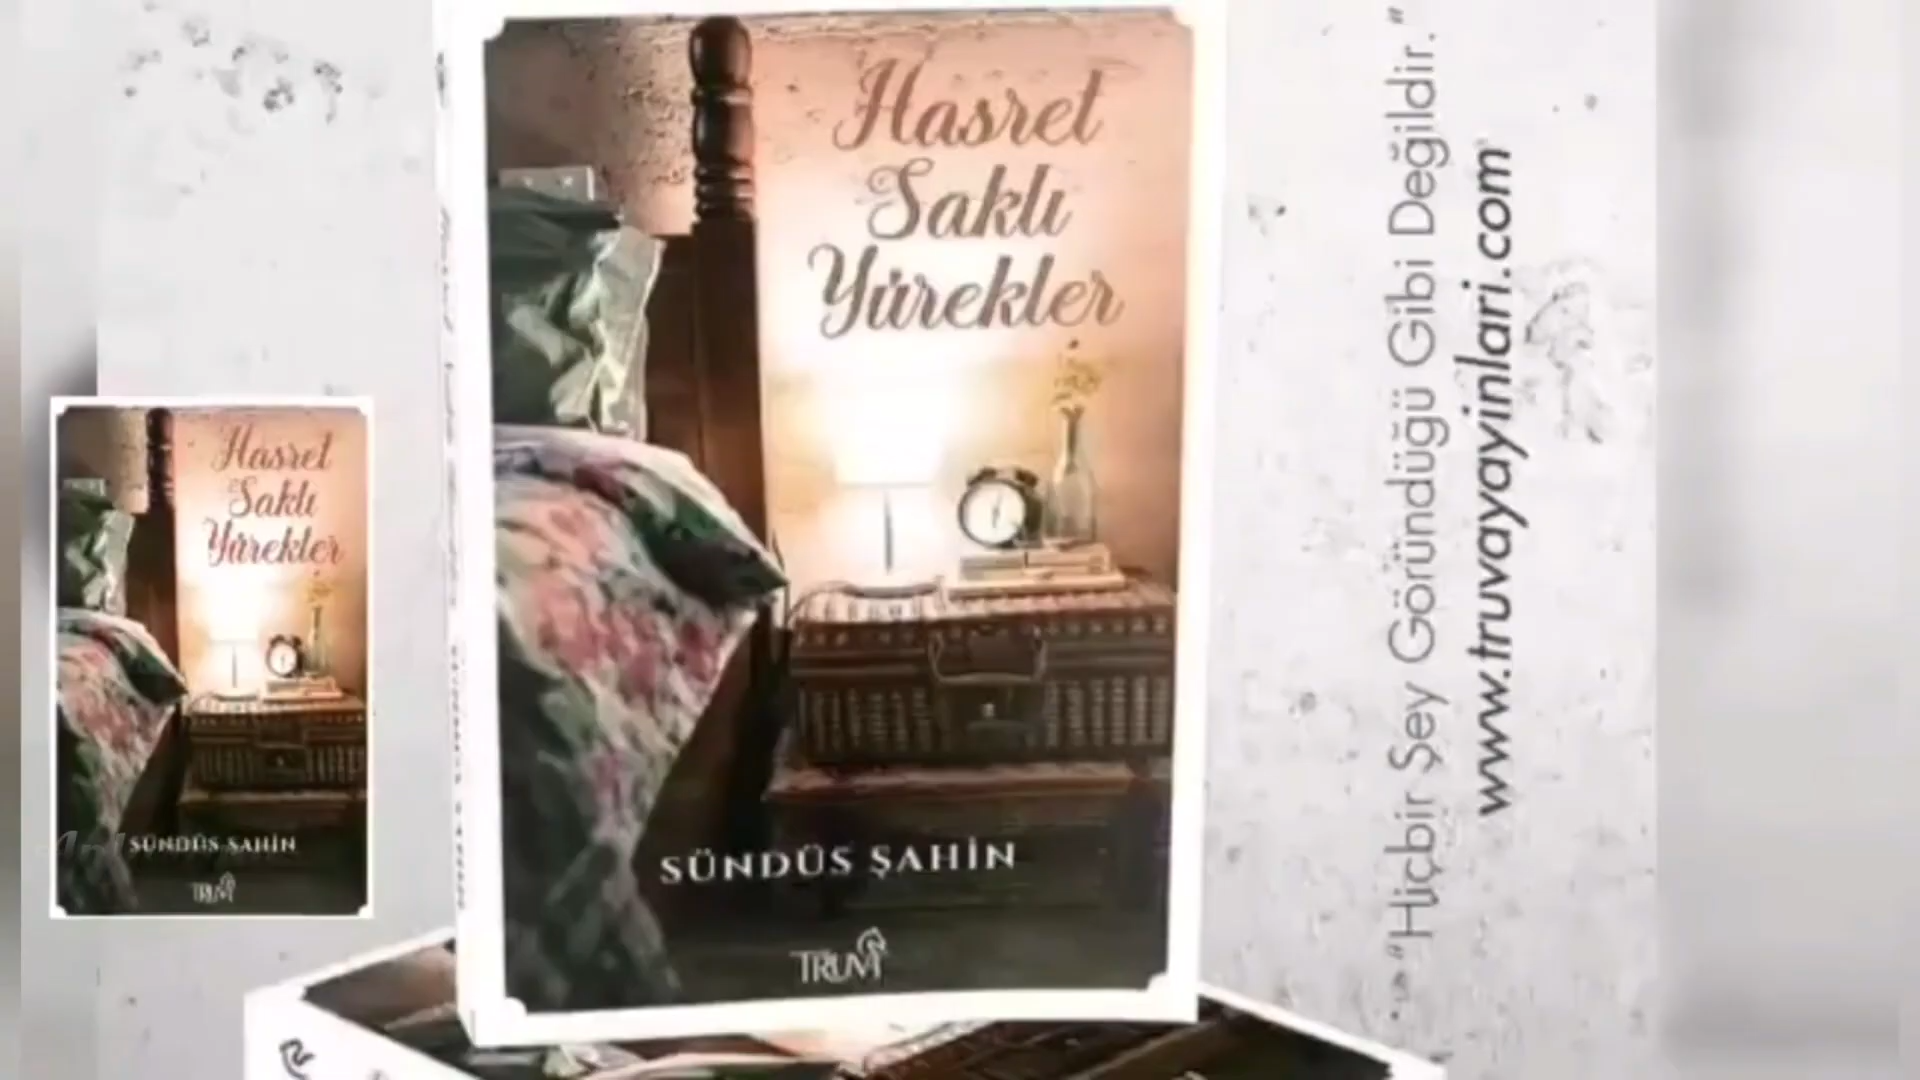 Hasret
Saklı
Yürekler
SÜNDÜS ŞAHİN
TRUVA
Hasret
Saklı
Yürekler
SÜNDÜS ŞAHİN
TRUVA
"Hiçbir Şey Göründüğü Gibi Değildir."
www.truvayayinlari.com